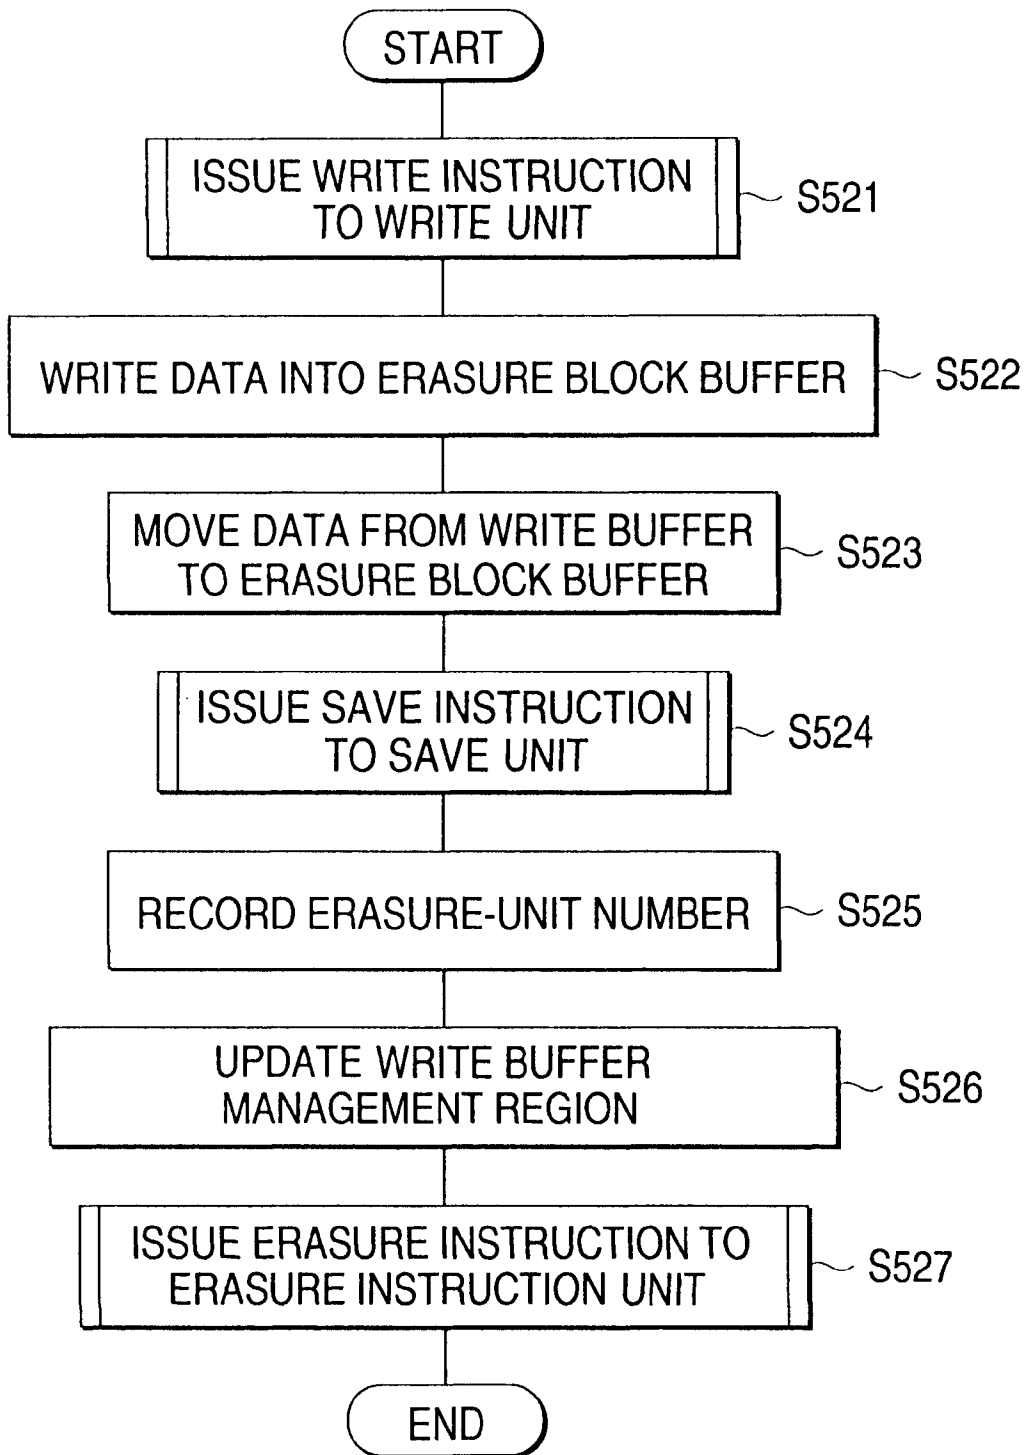 START
ISSUE WRITE INSTRUCTION
TO WRITE UNIT
S521
WRITE DATA INTO ERASURE BLOCK BUFFER
S522
MOVE DATA FROM WRITE BUFFER
TO ERASURE BLOCK BUFFER
S523
ISSUE SAVE INSTRUCTION
TO SAVE UNIT
S524
RECORD ERASURE-UNIT NUMBER
S525
UPDATE WRITE BUFFER
MANAGEMENT REGION
S526
ISSUE ERASURE INSTRUCTION TO
ERASURE INSTRUCTION UNIT
S527
END